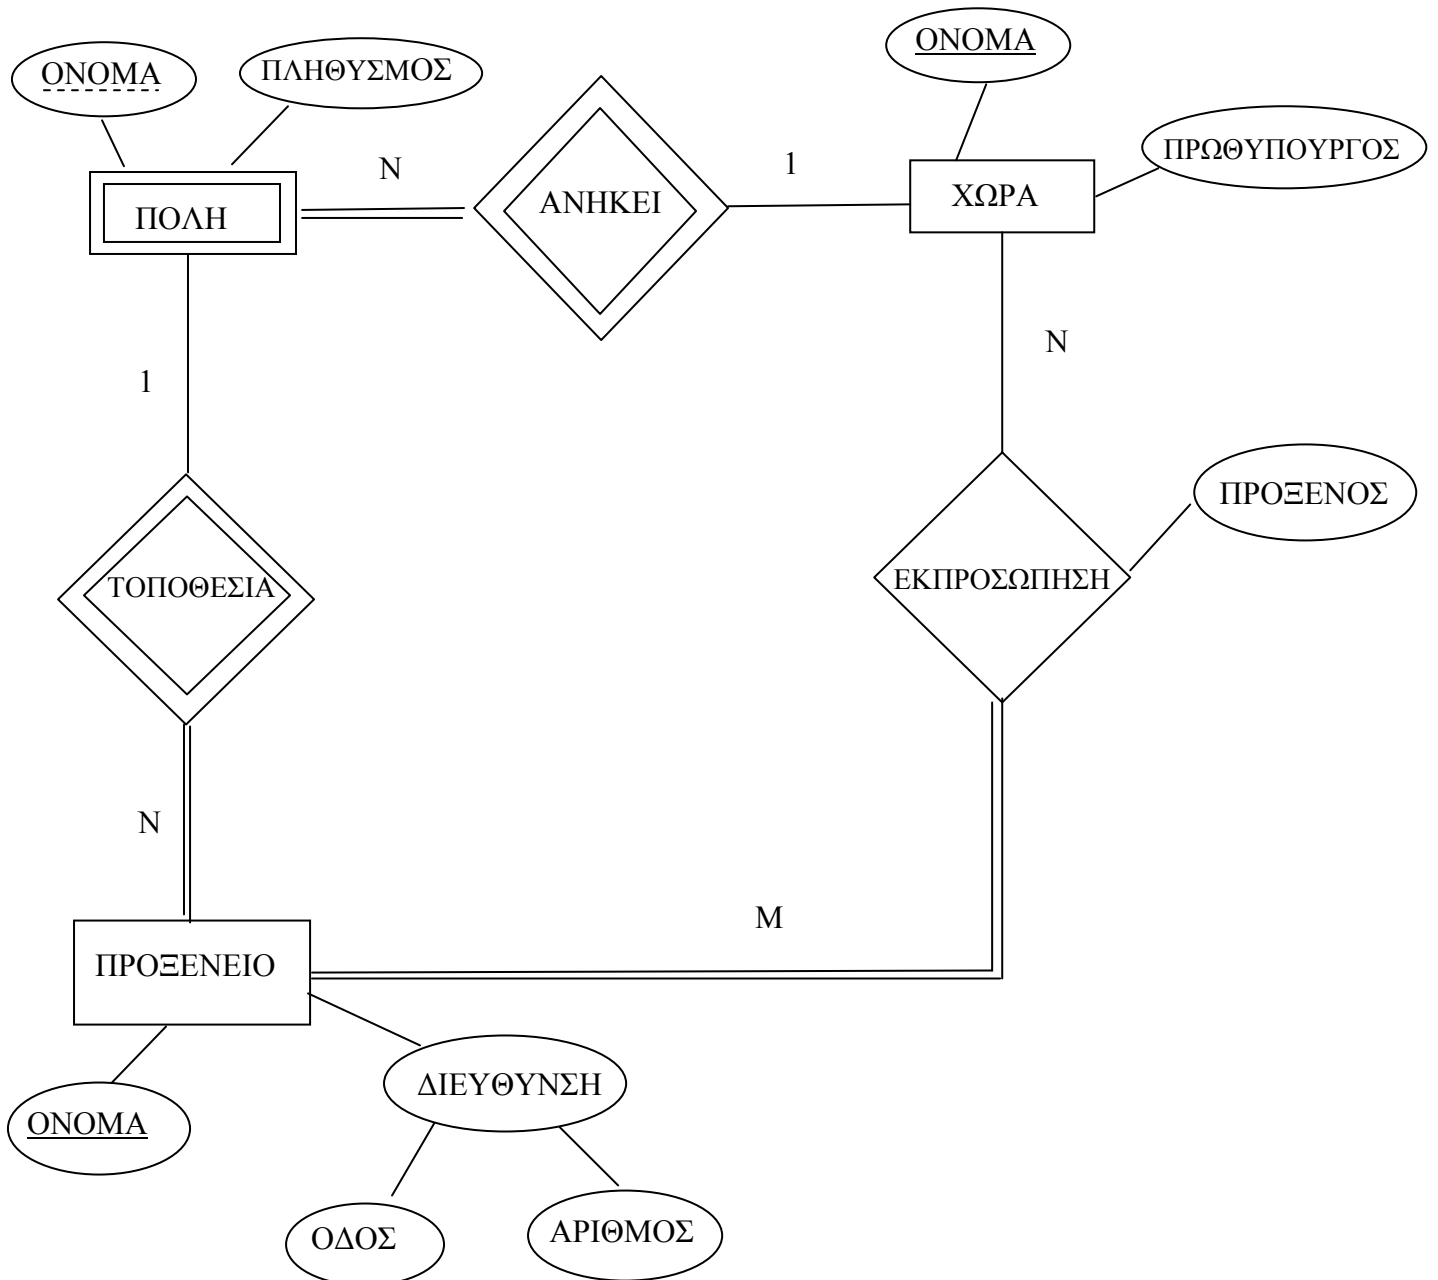 ΟΝΟΜΑ
ΠΛΗΘΥΣΜΟΣ
ΟΝΟΜΑ
ΠΡΩΘΥΠΟΥΡΓΟΣ
ΠΟΛΗ
Ν
ΑΝΗΚΕΙ
1
ΧΩΡΑ
1
Ν
ΤΟΠΟΘΕΣΙΑ
ΕΚΠΡΟΣΩΠΗΣΗ
ΠΡΟΞΕΝΟΣ
Ν
Μ
ΠΡΟΞΕΝΕΙΟ
ΟΝΟΜΑ
ΔΙΕΥΘΥΝΣΗ
ΟΔΟΣ
ΑΡΙΘΜΟΣ